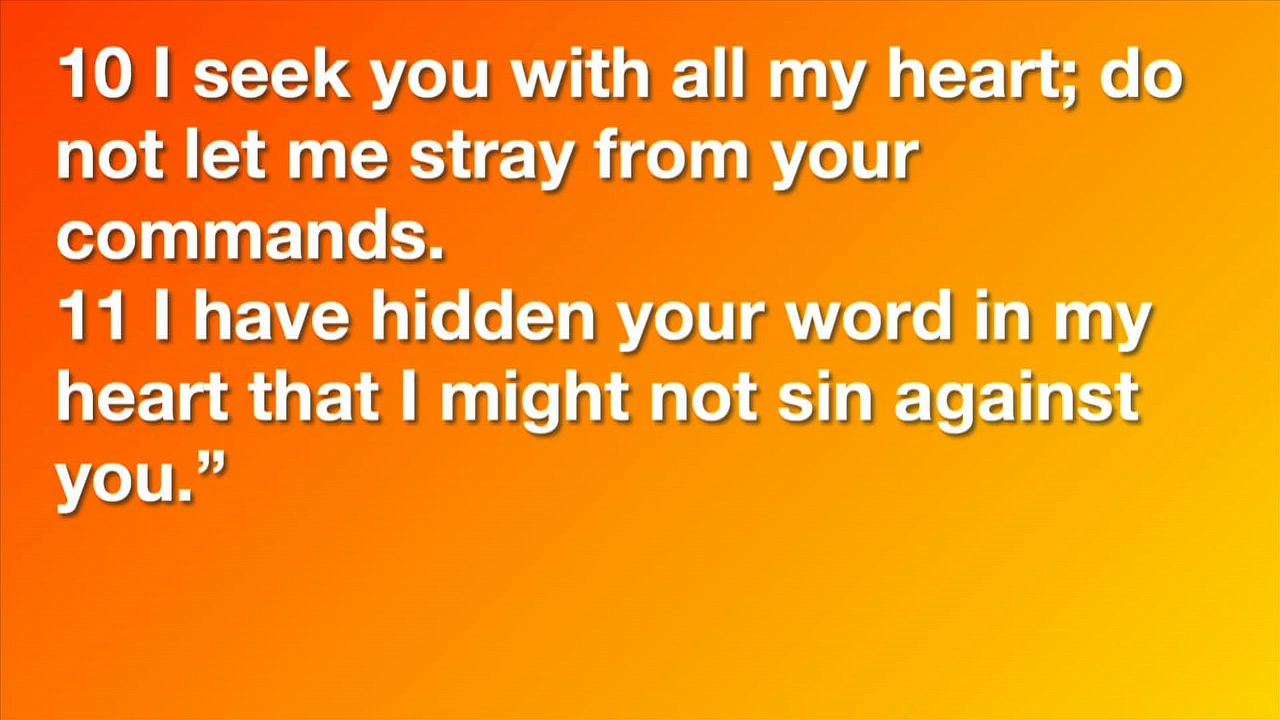 10 I seek you with all my heart; do
not let me stray from your
commands.
11 I have hidden your word in my
heart that I might not sin against
you.”